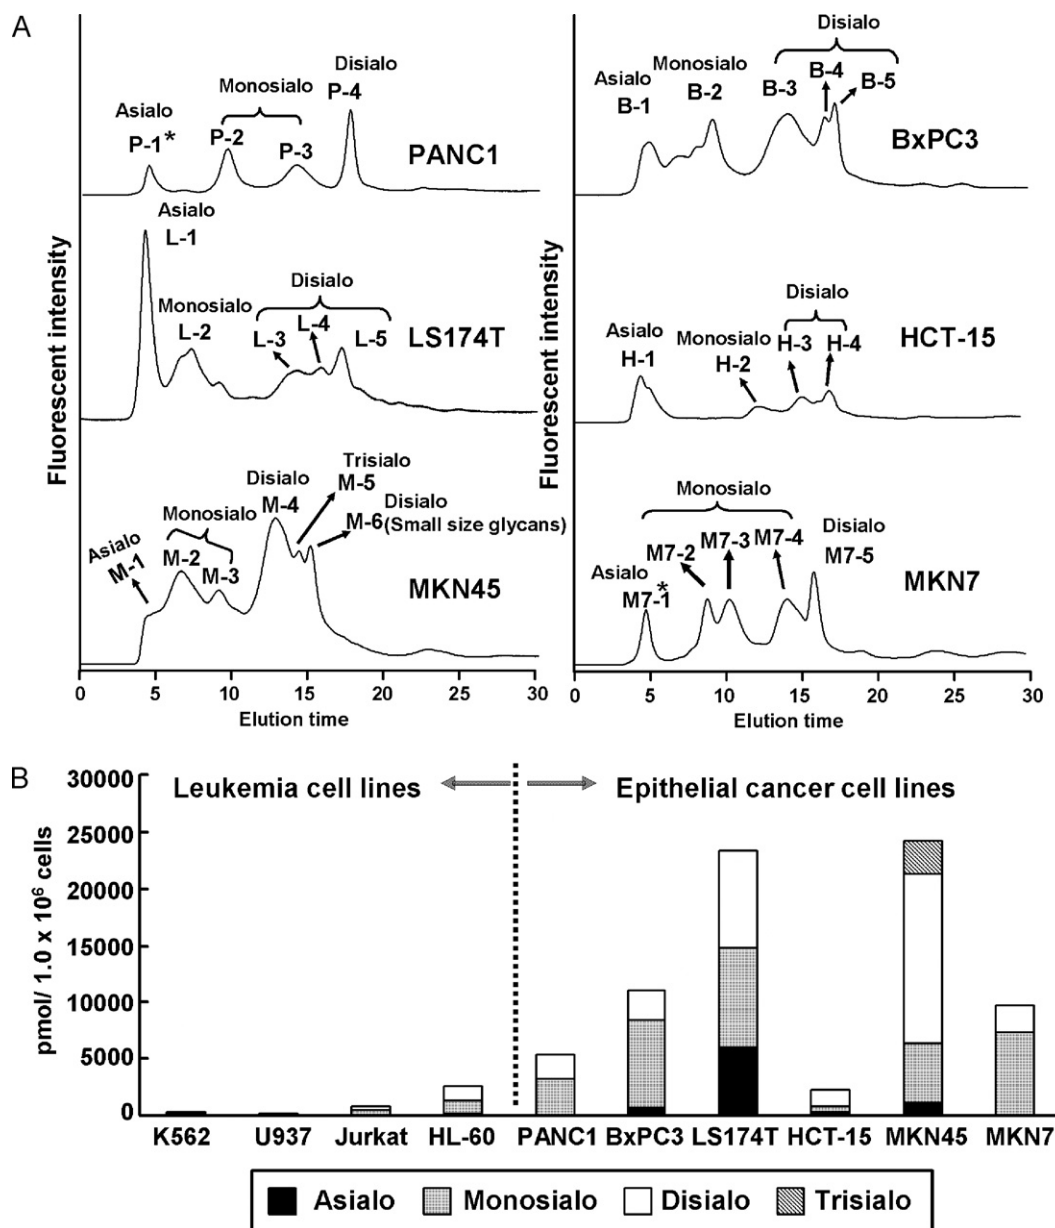 A
Fluorescent intensity
Asialo
P-1*
Monosialo
P-2
P-3
Disialo
P-4
PANC1
Asialo
L-1
Monosialo
L-2
Disialo
L-3
L-4
L-5
LS174T
Asialo
M-1
Monosialo
M-2
M-3
Disialo
M-4
Trisialo
M-5
Disialo
M-6 (Small size glycans)
MKN45
0 5 10 15 20 25 30
Elution time
Fluorescent intensity
Asialo
B-1
Monosialo
B-2
Disialo
B-3
B-4
B-5
BxPC3
Asialo
H-1
Monosialo
H-2
Disialo
H-3
H-4
HCT-15
Asialo
M7-1*
Monosialo
M7-2
M7-3
M7-4
Disialo
M7-5
MKN7
0 5 10 15 20 25 30
Elution time
B
pmol/ 1.0 x 10⁶ cells
30000
25000
20000
15000
10000
5000
0
Leukemia cell lines
Epithelial cancer cell lines
K562 U937 Jurkat HL-60 PANC1 BxPC3 LS174T HCT-15 MKN45 MKN7
Asialo Monosialo Disialo Trisialo